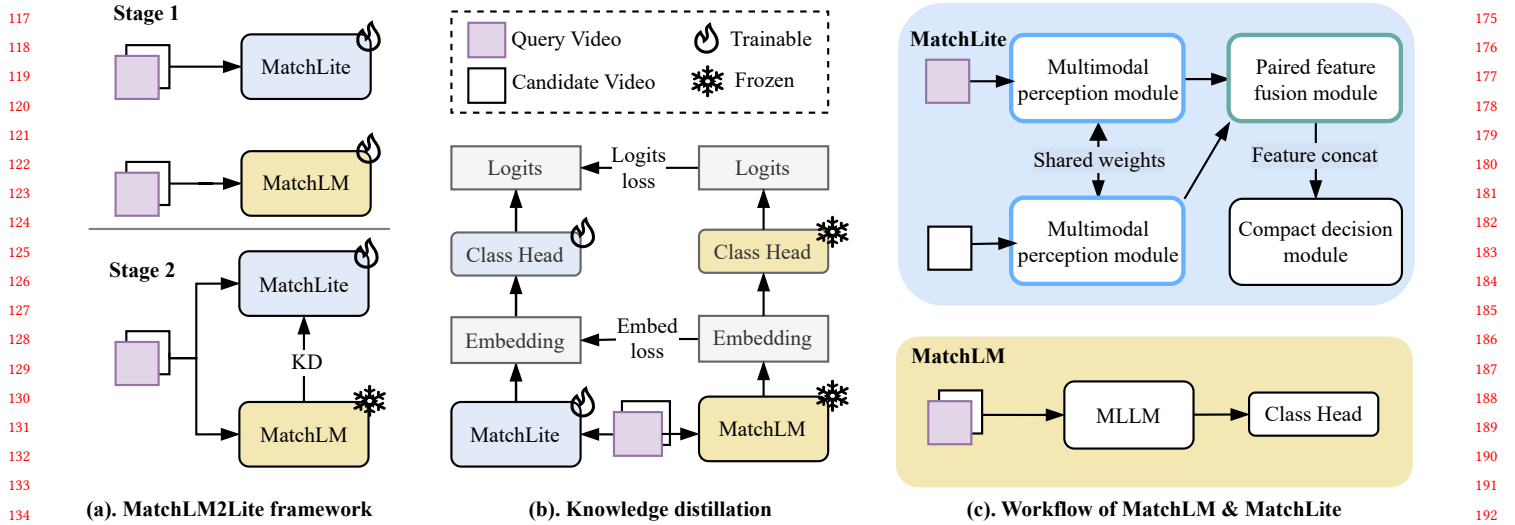 117
118
119
120
121
122
123
124
125
126
127
128
129
130
131
132
133
134
Stage 1
MatchLite
MatchLM
Stage 2
MatchLite
KD
MatchLM
(a). MatchLM2Lite framework
Query Video
Trainable
Candidate Video
Frozen
Logits
Logits
loss
Logits
Class Head
Class Head
Embedding
Embed
loss
Embedding
MatchLite
MatchLM
(b). Knowledge distillation
MatchLite
Multimodal
perception module
Paired feature
fusion module
Shared weights
Feature concat
Multimodal
perception module
Compact decision
module
MatchLM
MLLM
Class Head
(c). Workflow of MatchLM & MatchLite
175
176
177
178
179
180
181
182
183
184
185
186
187
188
189
190
191
192